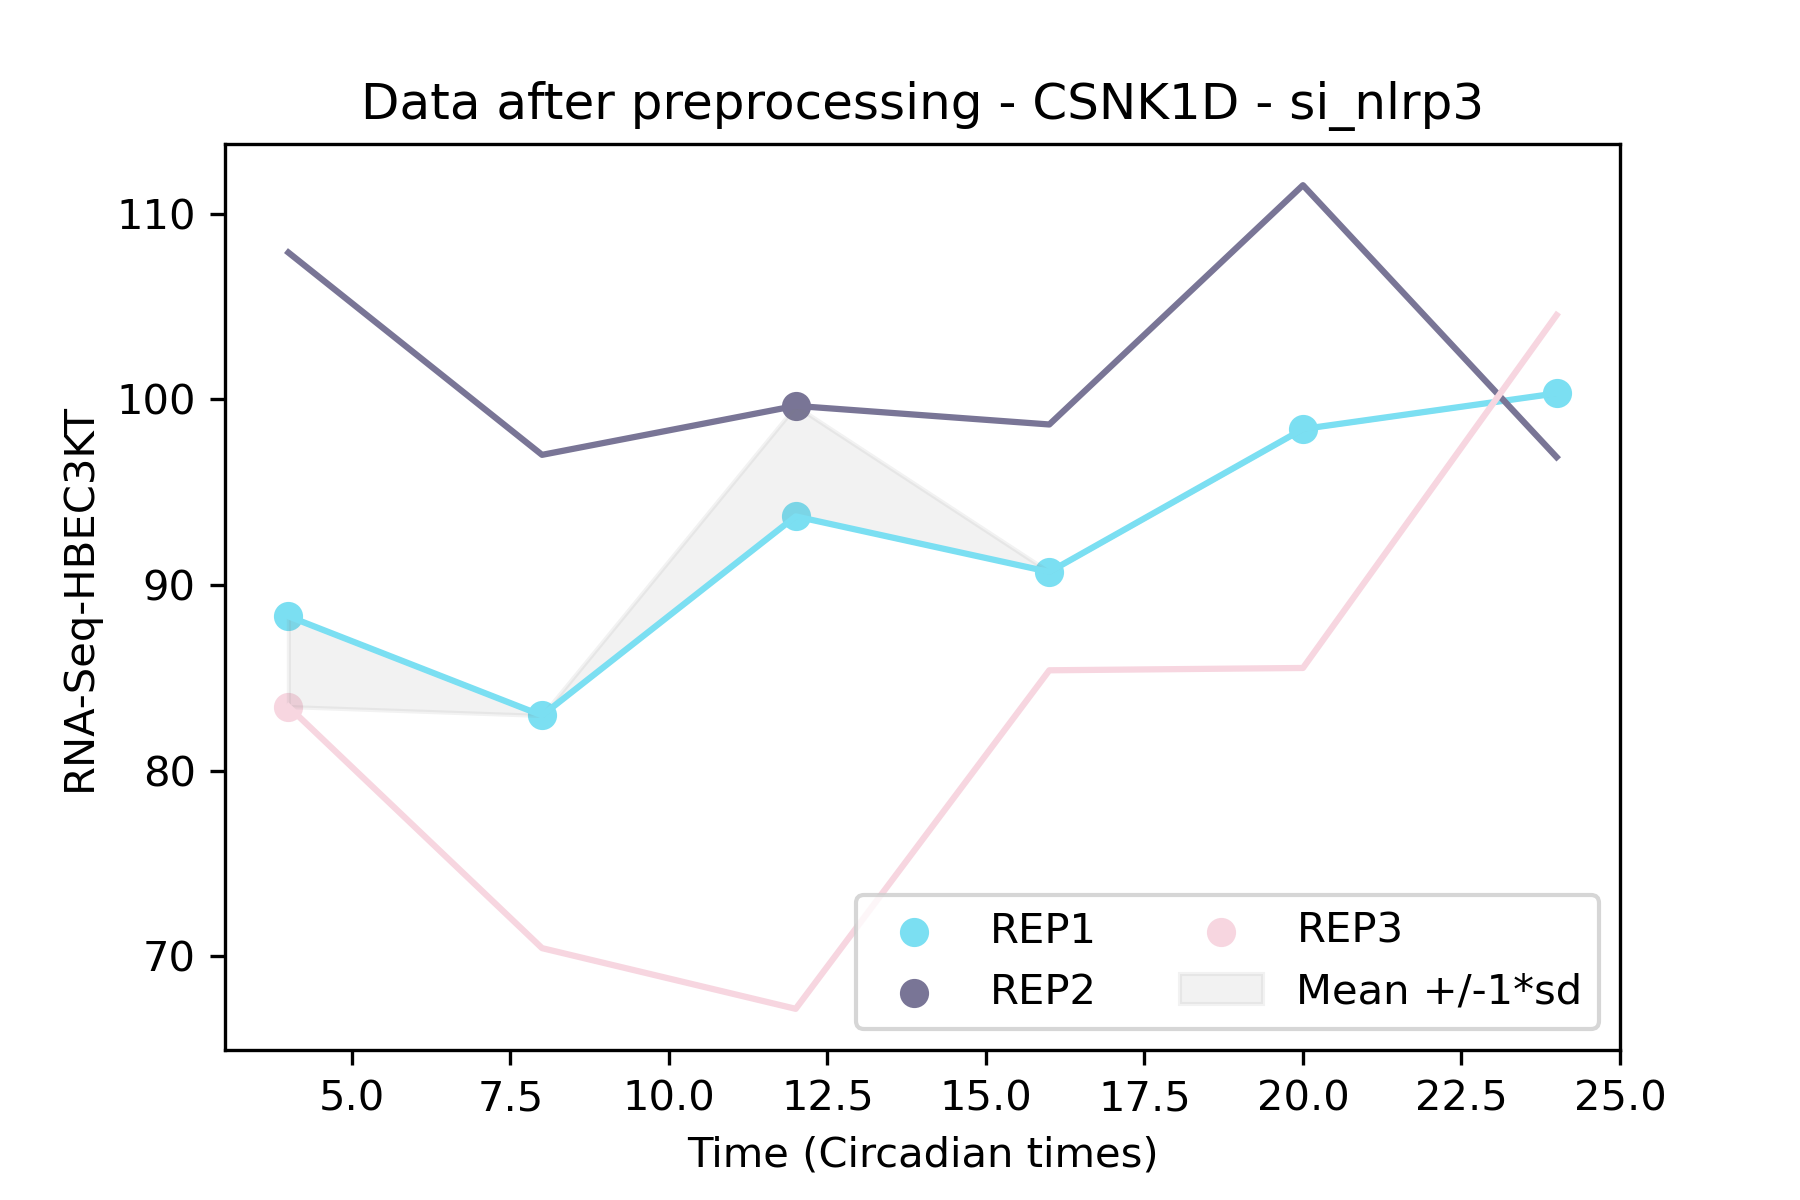 Data after preprocessing - CSNK1D - si_nlrp3
RNA-Seq-HBEC3KT
110
100
90
80
70
REP1
REP2
REP3
Mean +/-1*sd
5.0 7.5 10.0 12.5 15.0 17.5 20.0 22.5 25.0
Time (Circadian times)